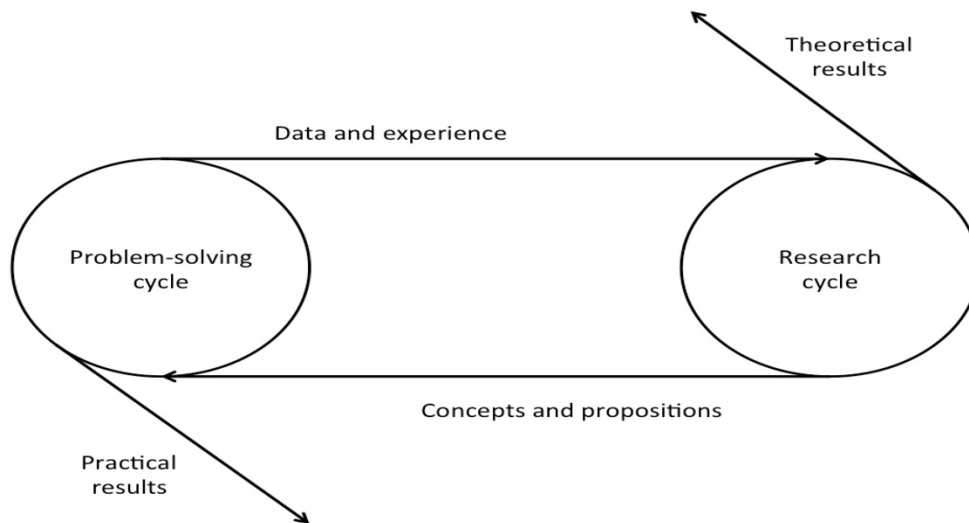 Theoretical
results
Data and experience
Problem-solving
cycle
Research
cycle
Concepts and propositions
Practical
results